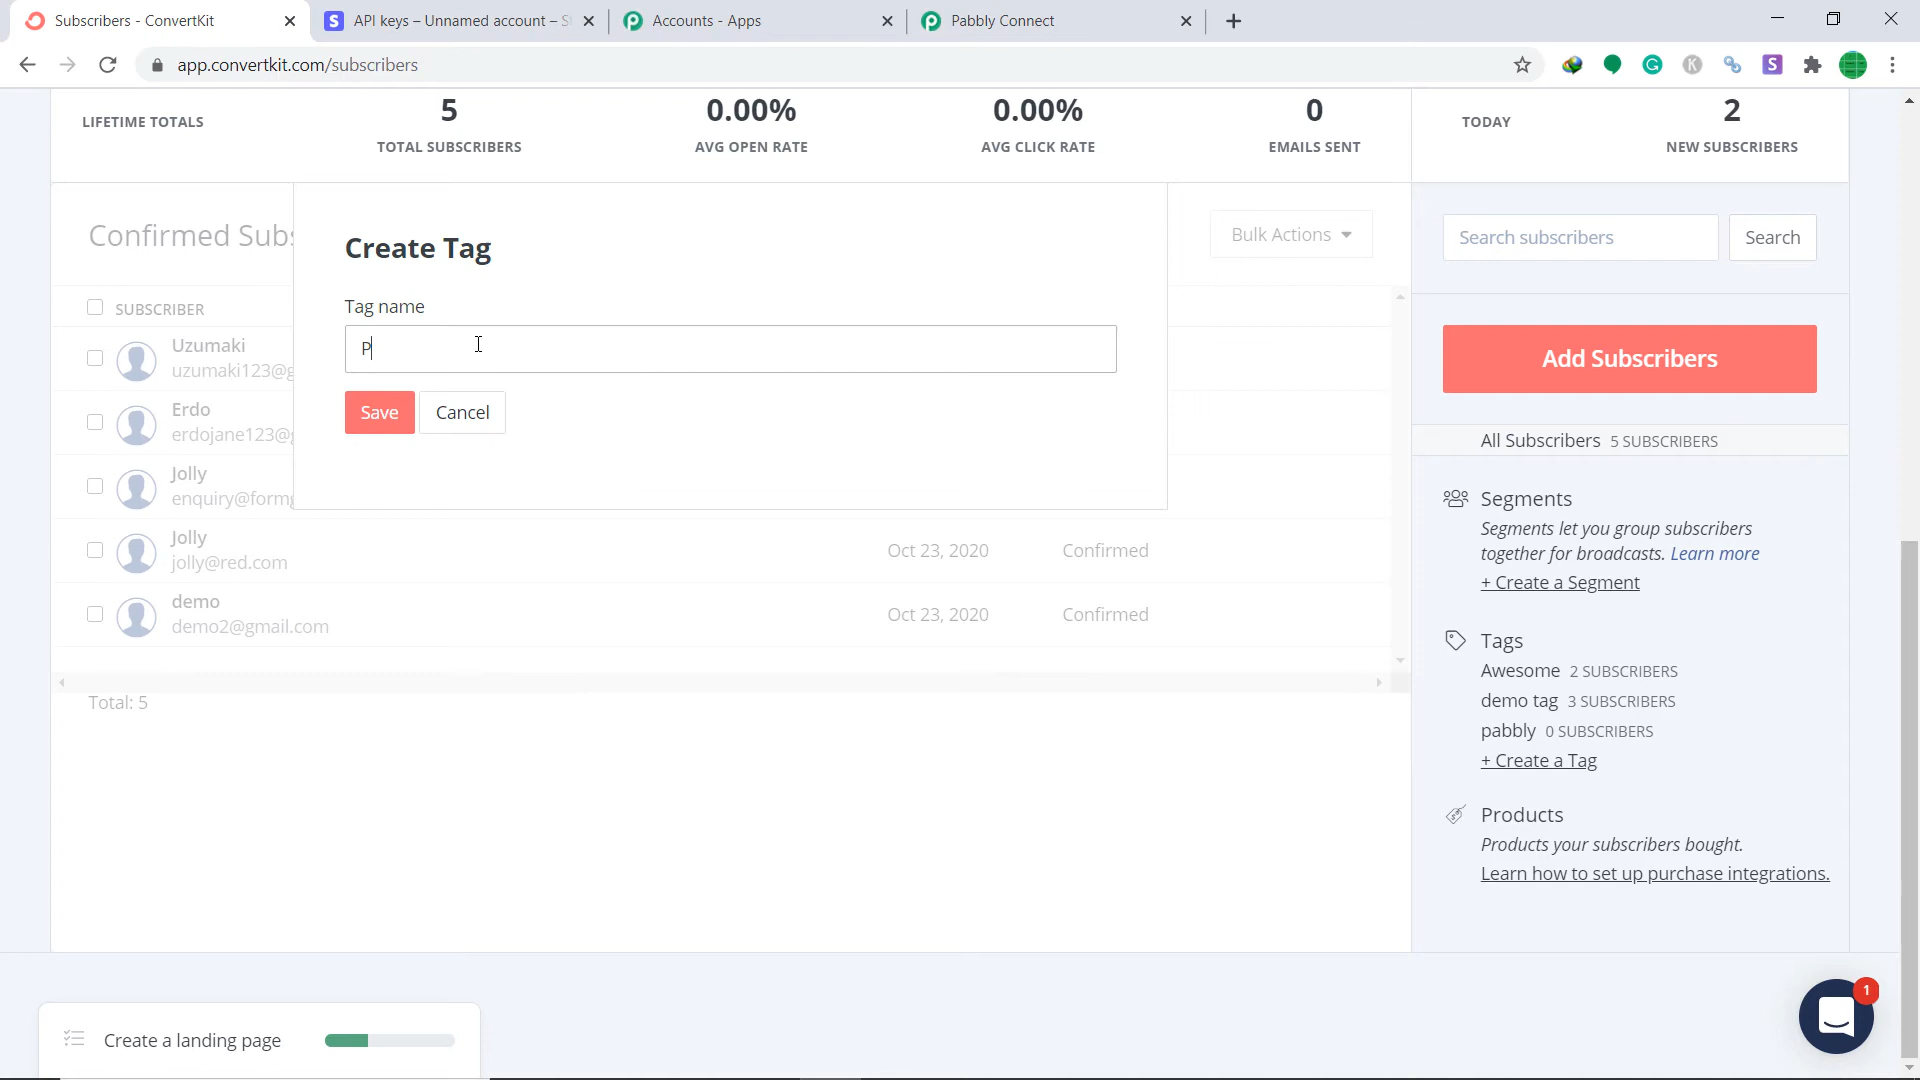 Subscribers - ConvertKit
API keys – Unnamed account – S
Accounts - Apps
Pabbly Connect
app.convertkit.com/subscribers
LIFETIME TOTALS
5
TOTAL SUBSCRIBERS
0.00%
AVG OPEN RATE
0.00%
AVG CLICK RATE
0
EMAILS SENT
TODAY
2
NEW SUBSCRIBERS
Confirmed Subs
Bulk Actions
Create Tag
Tag name
P
Save
Cancel
SUBSCRIBER
Uzumaki
uzumaki123@g
Erdo
erdojane123@g
Jolly
enquiry@formg
Jolly
jolly@red.com
Oct 23, 2020
Confirmed
demo
demo2@gmail.com
Oct 23, 2020
Confirmed
Total: 5
Search subscribers
Search
Add Subscribers
All Subscribers 5 SUBSCRIBERS
Segments
Segments let you group subscribers
together for broadcasts. Learn more
+ Create a Segment
Tags
Awesome 2 SUBSCRIBERS
demo tag 3 SUBSCRIBERS
pabbly 0 SUBSCRIBERS
+ Create a Tag
Products
Products your subscribers bought.
Learn how to set up purchase integrations.
Create a landing page
1